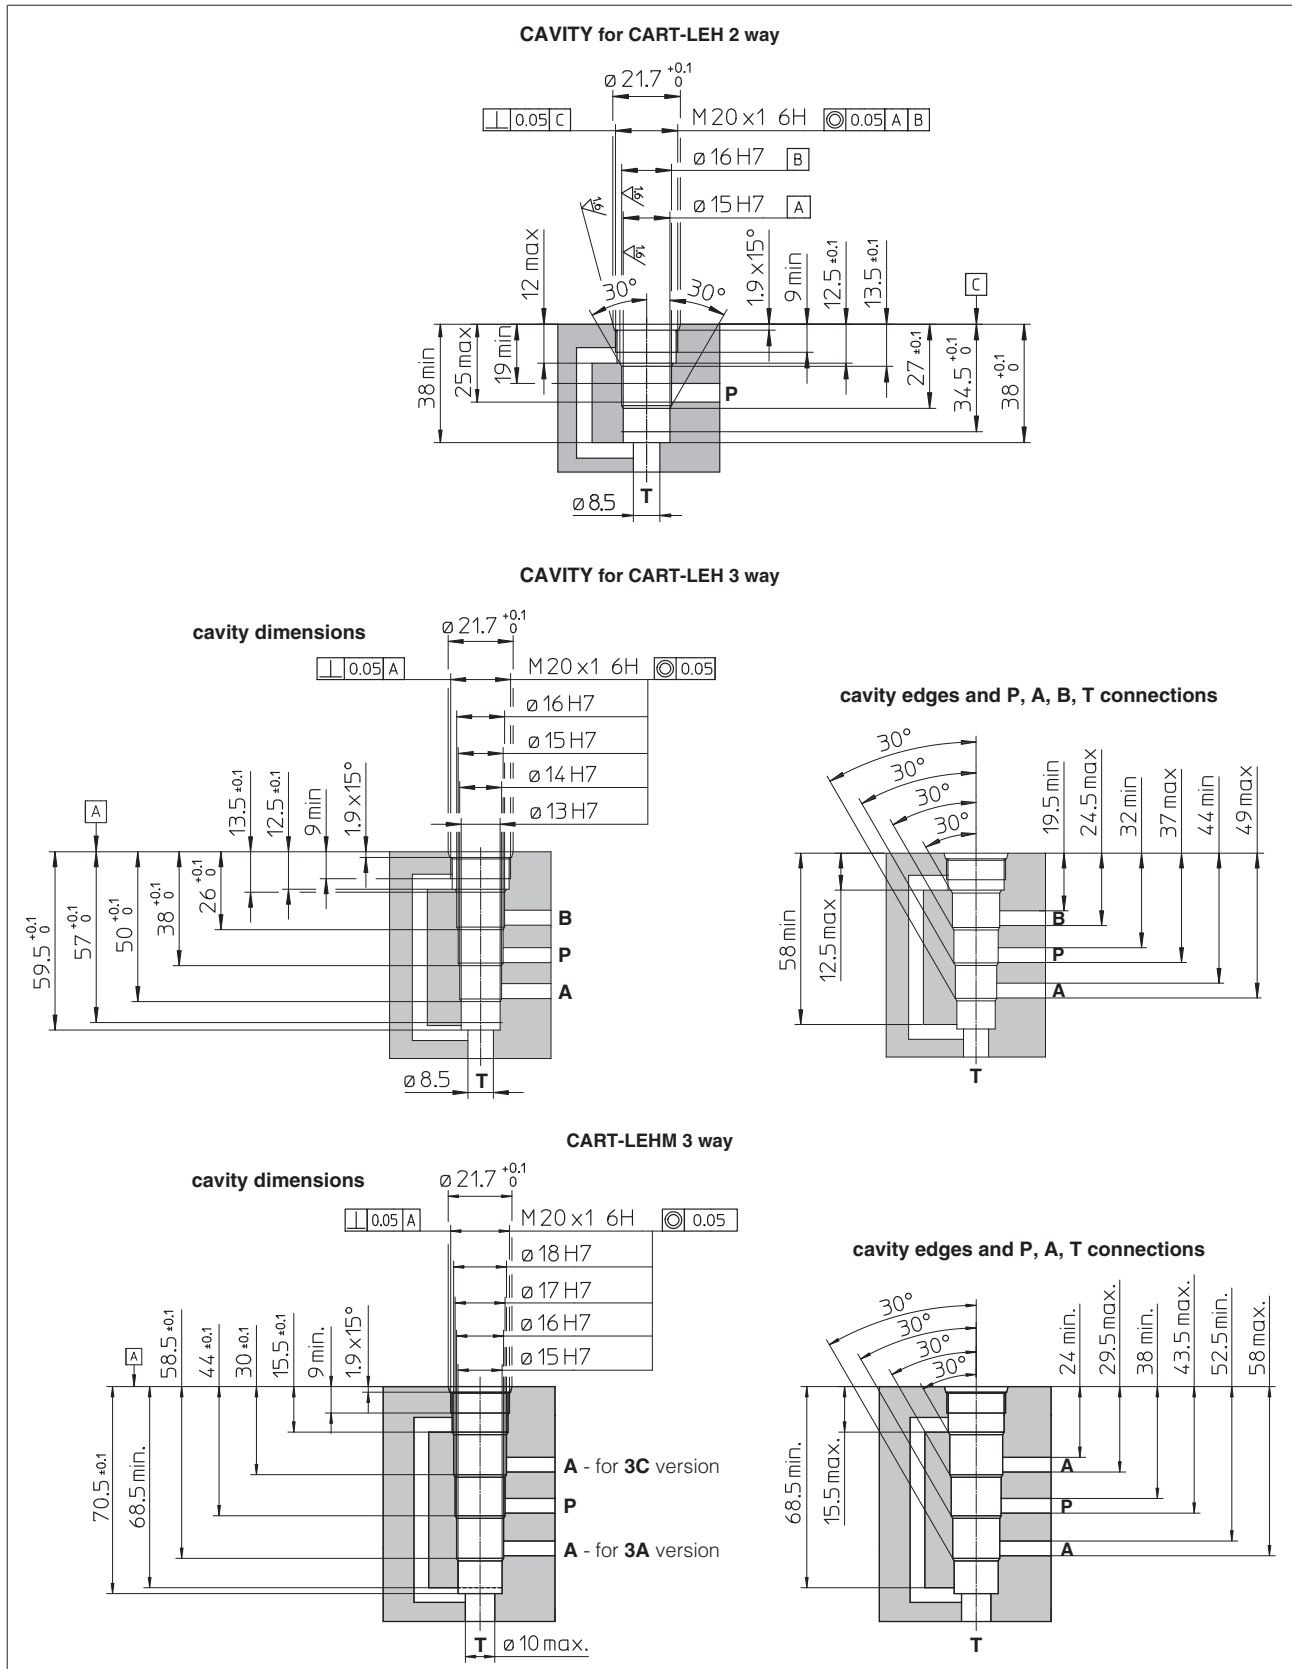 CAVITY for CART-LEH 2 way
ø 21.7 +0.1 0
⊥ 0.05 C
M20x1 6H
◎ 0.05 A B
ø 16 H7 B
ø 15 H7 A
1.6
1.6
1.6
12 max
30°
30°
1.9 x15°
9 min
12.5 ±0.1
13.5 ±0.1
C
38 min
25 max
19 min
P
27 ±0.1
34.5 +0.1 0
38 +0.1 0
T
ø 8.5
CAVITY for CART-LEH 3 way
cavity dimensions
ø 21.7 +0.1 0
⊥ 0.05 A
M20x1 6H
◎ 0.05
ø 16 H7
ø 15 H7
ø 14 H7
ø 13 H7
A
13.5 ±0.1
12.5 ±0.1
9 min
1.9 x15°
59.5 +0.1 0
57 +0.1 0
50 +0.1 0
38 +0.1 0
26 +0.1 0
B
P
A
ø 8.5
T
cavity edges and P, A, B, T connections
30°
30°
30°
30°
19.5 min
24.5 max
32 min
37 max
44 min
49 max
58 min
12.5 max
B
P
A
T
CART-LEHM 3 way
cavity dimensions
ø 21.7 +0.1 0
⊥ 0.05 A
M20x1 6H
◎ 0.05
ø 18 H7
ø 17 H7
ø 16 H7
ø 15 H7
A
58.5 ±0.1
44 ±0.1
30 ±0.1
15.5 ±0.1
9 min.
1.9 x15°
70.5 ±0.1
68.5 min.
A - for 3C version
P
A - for 3A version
T
ø 10 max.
cavity edges and P, A, T connections
30°
30°
30°
30°
24 min.
29.5 max.
38 min.
43.5 max.
52.5 min.
58 max.
68.5 min.
15.5 max.
A
P
A
T